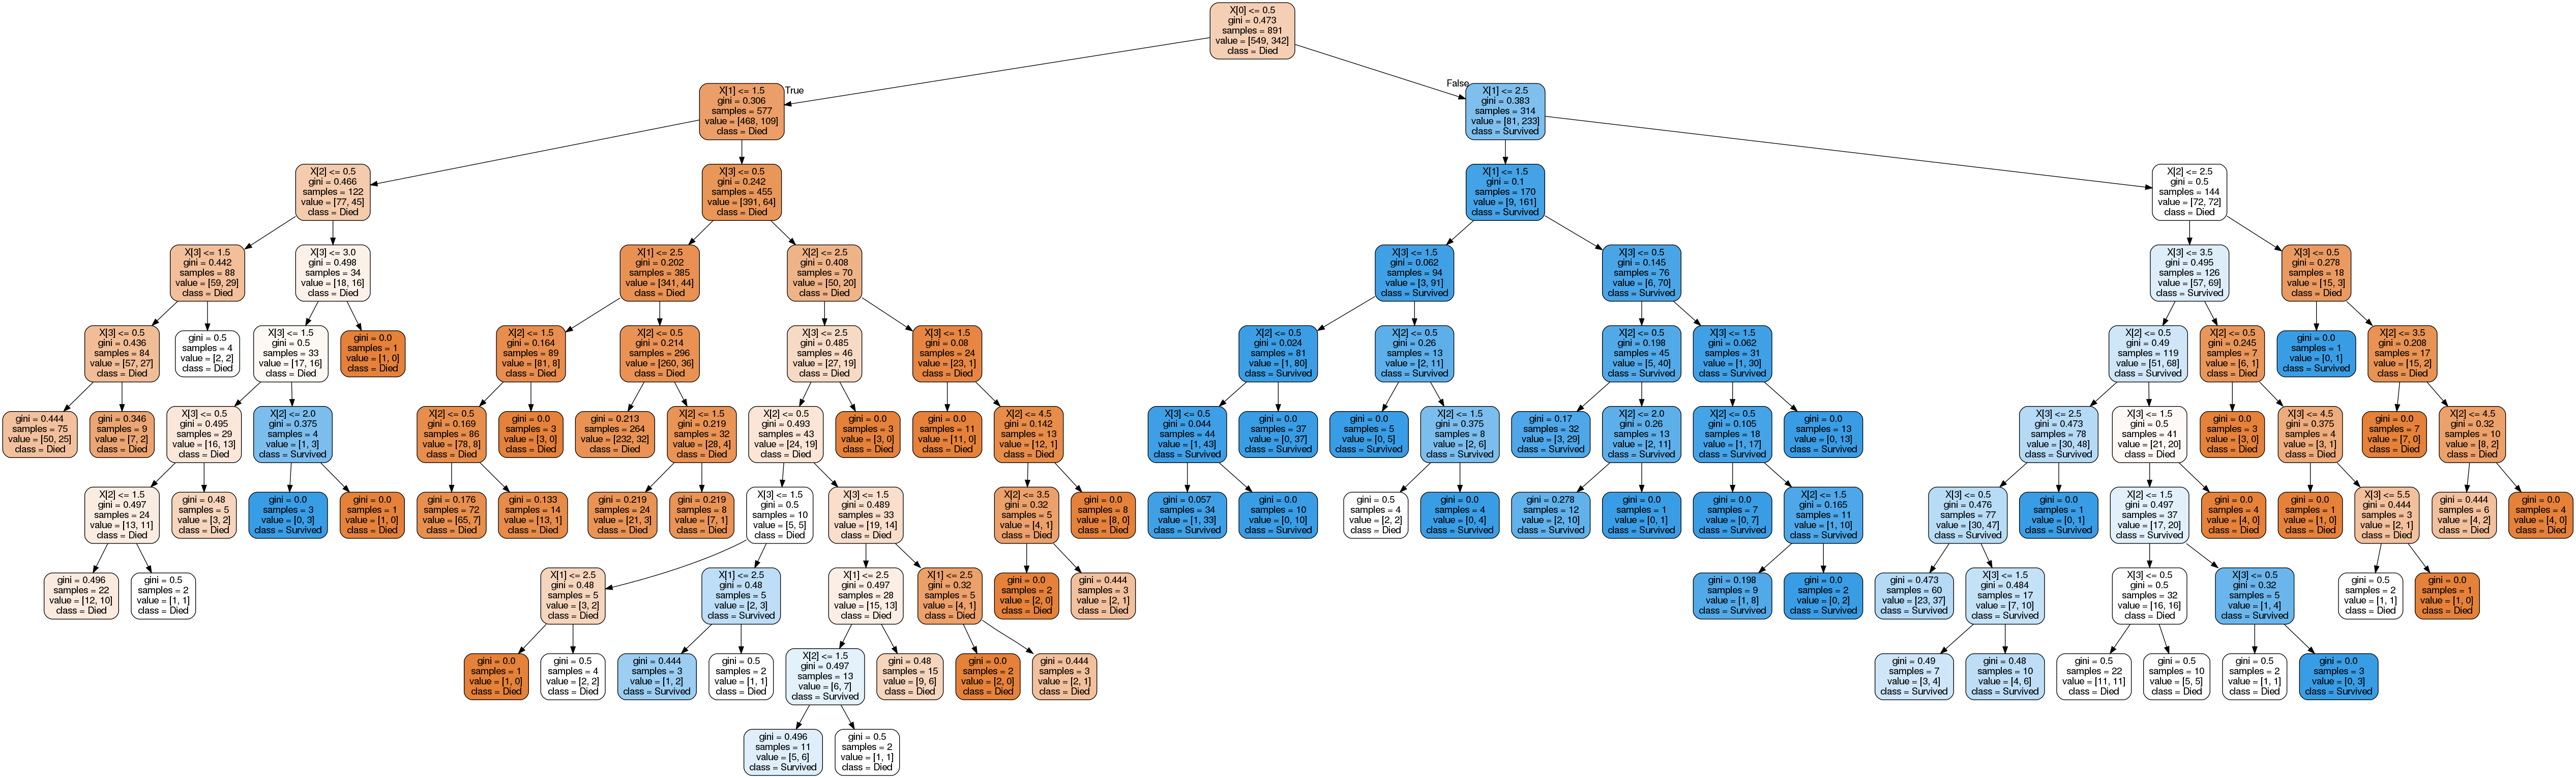 X[0] <= 0.5
gini = 0.473
samples = 891
value = [549, 342]
class = Died
True
False
X[1] <= 1.5
gini = 0.306
samples = 577
value = [468, 109]
class = Died
X[1] <= 2.5
gini = 0.383
samples = 314
value = [81, 233]
class = Survived
X[2] <= 0.5
gini = 0.466
samples = 122
value = [77, 45]
class = Died
X[3] <= 0.5
gini = 0.242
samples = 455
value = [391, 64]
class = Died
X[1] <= 1.5
gini = 0.1
samples = 170
value = [9, 161]
class = Survived
X[2] <= 2.5
gini = 0.5
samples = 144
value = [72, 72]
class = Died
X[3] <= 1.5
gini = 0.442
samples = 88
value = [59, 29]
class = Died
X[3] <= 3.0
gini = 0.498
samples = 34
value = [18, 16]
class = Died
X[1] <= 2.5
gini = 0.202
samples = 385
value = [341, 44]
class = Died
X[2] <= 2.5
gini = 0.408
samples = 70
value = [50, 20]
class = Died
X[3] <= 1.5
gini = 0.062
samples = 94
value = [3, 91]
class = Survived
X[3] <= 0.5
gini = 0.145
samples = 76
value = [6, 70]
class = Survived
X[3] <= 3.5
gini = 0.495
samples = 126
value = [57, 69]
class = Survived
X[3] <= 0.5
gini = 0.278
samples = 18
value = [15, 3]
class = Died
X[3] <= 0.5
gini = 0.436
samples = 84
value = [57, 27]
class = Died
gini = 0.5
samples = 4
value = [2, 2]
class = Died
X[3] <= 1.5
gini = 0.5
samples = 33
value = [17, 16]
class = Died
gini = 0.0
samples = 1
value = [1, 0]
class = Died
X[2] <= 1.5
gini = 0.164
samples = 89
value = [81, 8]
class = Died
X[2] <= 0.5
gini = 0.214
samples = 296
value = [260, 36]
class = Died
X[3] <= 2.5
gini = 0.485
samples = 46
value = [27, 19]
class = Died
X[3] <= 1.5
gini = 0.08
samples = 24
value = [23, 1]
class = Died
X[2] <= 0.5
gini = 0.024
samples = 81
value = [1, 80]
class = Survived
X[2] <= 0.5
gini = 0.26
samples = 13
value = [2, 11]
class = Survived
X[2] <= 0.5
gini = 0.198
samples = 45
value = [5, 40]
class = Survived
X[3] <= 1.5
gini = 0.062
samples = 31
value = [1, 30]
class = Survived
X[2] <= 0.5
gini = 0.49
samples = 119
value = [51, 68]
class = Survived
X[2] <= 0.5
gini = 0.245
samples = 7
value = [6, 1]
class = Died
gini = 0.0
samples = 1
value = [0, 1]
class = Survived
X[2] <= 3.5
gini = 0.208
samples = 17
value = [15, 2]
class = Died
gini = 0.444
samples = 75
value = [50, 25]
class = Died
gini = 0.346
samples = 9
value = [7, 2]
class = Died
X[3] <= 0.5
gini = 0.495
samples = 29
value = [16, 13]
class = Died
X[2] <= 2.0
gini = 0.375
samples = 4
value = [1, 3]
class = Survived
X[2] <= 0.5
gini = 0.169
samples = 86
value = [78, 8]
class = Died
gini = 0.0
samples = 3
value = [3, 0]
class = Died
gini = 0.213
samples = 264
value = [232, 32]
class = Died
X[2] <= 1.5
gini = 0.219
samples = 32
value = [28, 4]
class = Died
X[2] <= 0.5
gini = 0.493
samples = 43
value = [24, 19]
class = Died
gini = 0.0
samples = 3
value = [3, 0]
class = Died
gini = 0.0
samples = 11
value = [11, 0]
class = Died
X[2] <= 4.5
gini = 0.142
samples = 13
value = [12, 1]
class = Died
X[3] <= 0.5
gini = 0.044
samples = 44
value = [1, 43]
class = Survived
gini = 0.0
samples = 37
value = [0, 37]
class = Survived
gini = 0.0
samples = 5
value = [0, 5]
class = Survived
X[2] <= 1.5
gini = 0.375
samples = 8
value = [2, 6]
class = Survived
gini = 0.17
samples = 32
value = [3, 29]
class = Survived
X[2] <= 2.0
gini = 0.26
samples = 13
value = [2, 11]
class = Survived
X[2] <= 0.5
gini = 0.105
samples = 18
value = [1, 17]
class = Survived
gini = 0.0
samples = 13
value = [0, 13]
class = Survived
X[3] <= 2.5
gini = 0.473
samples = 78
value = [30, 48]
class = Survived
X[3] <= 1.5
gini = 0.5
samples = 41
value = [21, 20]
class = Died
gini = 0.0
samples = 3
value = [3, 0]
class = Died
X[3] <= 4.5
gini = 0.375
samples = 4
value = [3, 1]
class = Died
gini = 0.0
samples = 7
value = [7, 0]
class = Died
X[2] <= 4.5
gini = 0.32
samples = 10
value = [8, 2]
class = Died
X[2] <= 1.5
gini = 0.497
samples = 24
value = [13, 11]
class = Died
gini = 0.48
samples = 5
value = [3, 2]
class = Died
gini = 0.0
samples = 3
value = [0, 3]
class = Survived
gini = 0.0
samples = 1
value = [1, 0]
class = Died
gini = 0.176
samples = 72
value = [65, 7]
class = Died
gini = 0.133
samples = 14
value = [13, 1]
class = Died
gini = 0.219
samples = 24
value = [21, 3]
class = Died
gini = 0.219
samples = 8
value = [7, 1]
class = Died
X[3] <= 1.5
gini = 0.5
samples = 10
value = [5, 5]
class = Died
X[3] <= 1.5
gini = 0.489
samples = 33
value = [19, 14]
class = Died
X[2] <= 3.5
gini = 0.32
samples = 5
value = [4, 1]
class = Died
gini = 0.0
samples = 8
value = [8, 0]
class = Died
gini = 0.057
samples = 34
value = [1, 33]
class = Survived
gini = 0.0
samples = 10
value = [0, 10]
class = Survived
gini = 0.5
samples = 4
value = [2, 2]
class = Died
gini = 0.0
samples = 4
value = [0, 4]
class = Survived
gini = 0.278
samples = 12
value = [2, 10]
class = Survived
gini = 0.0
samples = 1
value = [0, 1]
class = Survived
gini = 0.0
samples = 7
value = [0, 7]
class = Survived
X[2] <= 1.5
gini = 0.165
samples = 11
value = [1, 10]
class = Survived
X[3] <= 0.5
gini = 0.476
samples = 77
value = [30, 47]
class = Survived
gini = 0.0
samples = 1
value = [0, 1]
class = Survived
X[2] <= 1.5
gini = 0.497
samples = 37
value = [17, 20]
class = Survived
gini = 0.0
samples = 4
value = [4, 0]
class = Died
gini = 0.0
samples = 1
value = [1, 0]
class = Died
X[3] <= 5.5
gini = 0.444
samples = 3
value = [2, 1]
class = Died
gini = 0.444
samples = 6
value = [4, 2]
class = Died
gini = 0.0
samples = 4
value = [4, 0]
class = Died
gini = 0.496
samples = 22
value = [12, 10]
class = Died
gini = 0.5
samples = 2
value = [1, 1]
class = Died
X[1] <= 2.5
gini = 0.48
samples = 5
value = [3, 2]
class = Died
X[1] <= 2.5
gini = 0.48
samples = 5
value = [2, 3]
class = Survived
X[1] <= 2.5
gini = 0.497
samples = 28
value = [15, 13]
class = Died
X[1] <= 2.5
gini = 0.32
samples = 5
value = [4, 1]
class = Died
gini = 0.0
samples = 2
value = [2, 0]
class = Died
gini = 0.444
samples = 3
value = [2, 1]
class = Died
gini = 0.198
samples = 9
value = [1, 8]
class = Survived
gini = 0.0
samples = 2
value = [0, 2]
class = Survived
gini = 0.473
samples = 60
value = [23, 37]
class = Survived
X[3] <= 1.5
gini = 0.484
samples = 17
value = [7, 10]
class = Survived
X[3] <= 0.5
gini = 0.5
samples = 32
value = [16, 16]
class = Died
X[3] <= 0.5
gini = 0.32
samples = 5
value = [1, 4]
class = Survived
gini = 0.5
samples = 2
value = [1, 1]
class = Died
gini = 0.0
samples = 1
value = [1, 0]
class = Died
gini = 0.0
samples = 1
value = [1, 0]
class = Died
gini = 0.5
samples = 4
value = [2, 2]
class = Died
gini = 0.444
samples = 3
value = [1, 2]
class = Survived
gini = 0.5
samples = 2
value = [1, 1]
class = Died
X[2] <= 1.5
gini = 0.497
samples = 13
value = [6, 7]
class = Survived
gini = 0.48
samples = 15
value = [9, 6]
class = Died
gini = 0.0
samples = 2
value = [2, 0]
class = Died
gini = 0.444
samples = 3
value = [2, 1]
class = Died
gini = 0.49
samples = 7
value = [3, 4]
class = Survived
gini = 0.48
samples = 10
value = [4, 6]
class = Survived
gini = 0.5
samples = 22
value = [11, 11]
class = Died
gini = 0.5
samples = 10
value = [5, 5]
class = Died
gini = 0.5
samples = 2
value = [1, 1]
class = Died
gini = 0.0
samples = 3
value = [0, 3]
class = Survived
gini = 0.496
samples = 11
value = [5, 6]
class = Survived
gini = 0.5
samples = 2
value = [1, 1]
class = Died